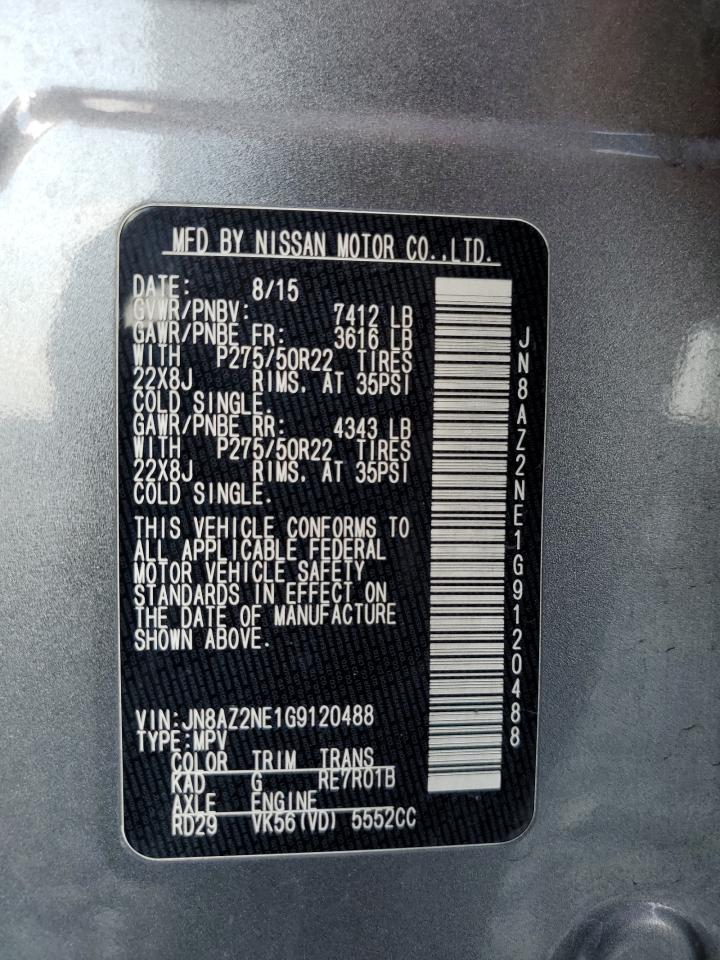 MFD BY NISSAN MOTOR CO.,LTD.
DATE: 8/15
GVWR/PNBV: 7412 LB
GAWR/PNBE FR: 3616 LB
WITH P275/50R22 TIRES
22X8J RIMS. AT 35PSI
COLD SINGLE.
GAWR/PNBE RR: 4343 LB
WITH P275/50R22 TIRES
22X8J RIMS. AT 35PSI
COLD SINGLE.
THIS VEHICLE CONFORMS TO
ALL APPLICABLE FEDERAL
MOTOR VEHICLE SAFETY
STANDARDS IN EFFECT ON
THE DATE OF MANUFACTURE
SHOWN ABOVE.
VIN:JN8AZ2NE1G9120488
TYPE:MPV
COLOR TRIM TRANS
KAD G RE7R01B
AXLE ENGINE
RD29 VK56(VD) 5552CC
JN8AZ2NE1G9120488